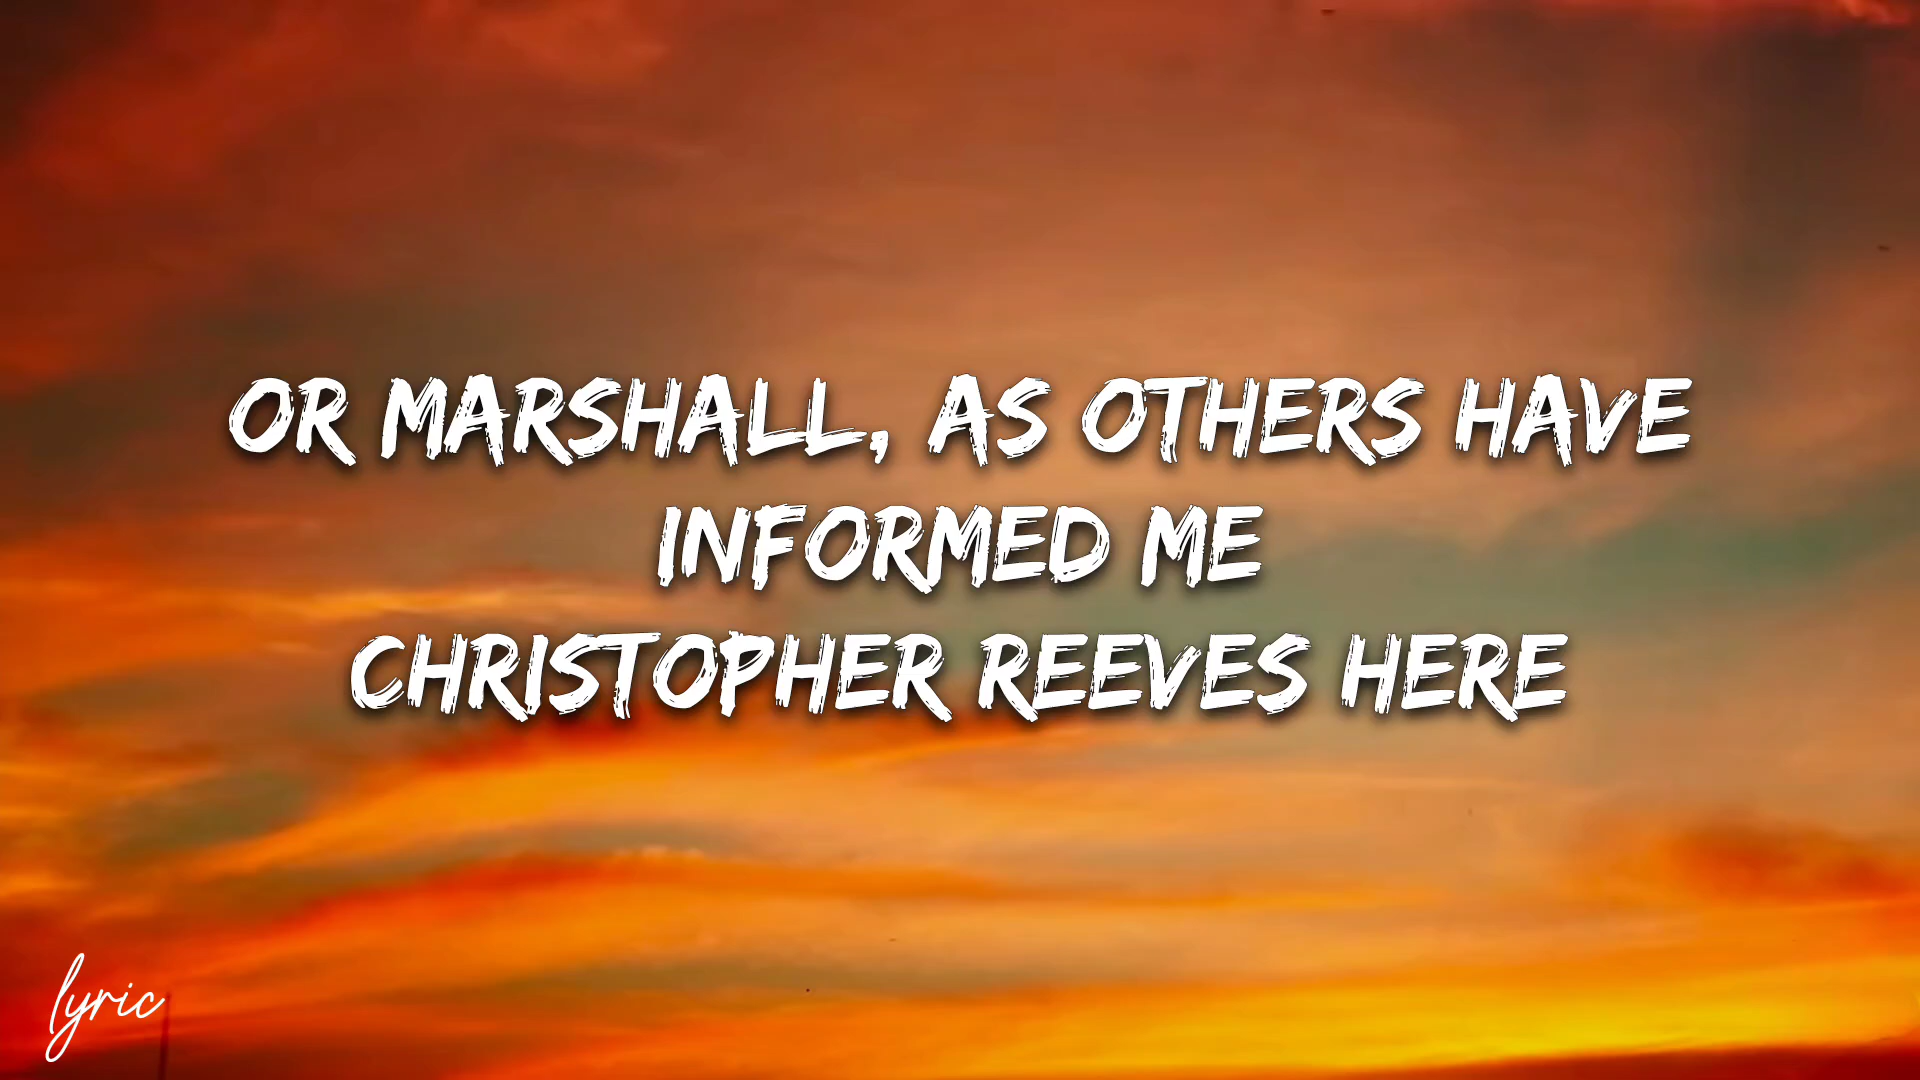 OR MARSHALL, AS OTHERS HAVE
INFORMED ME
CHRISTOPHER REEVES HERE
lyric